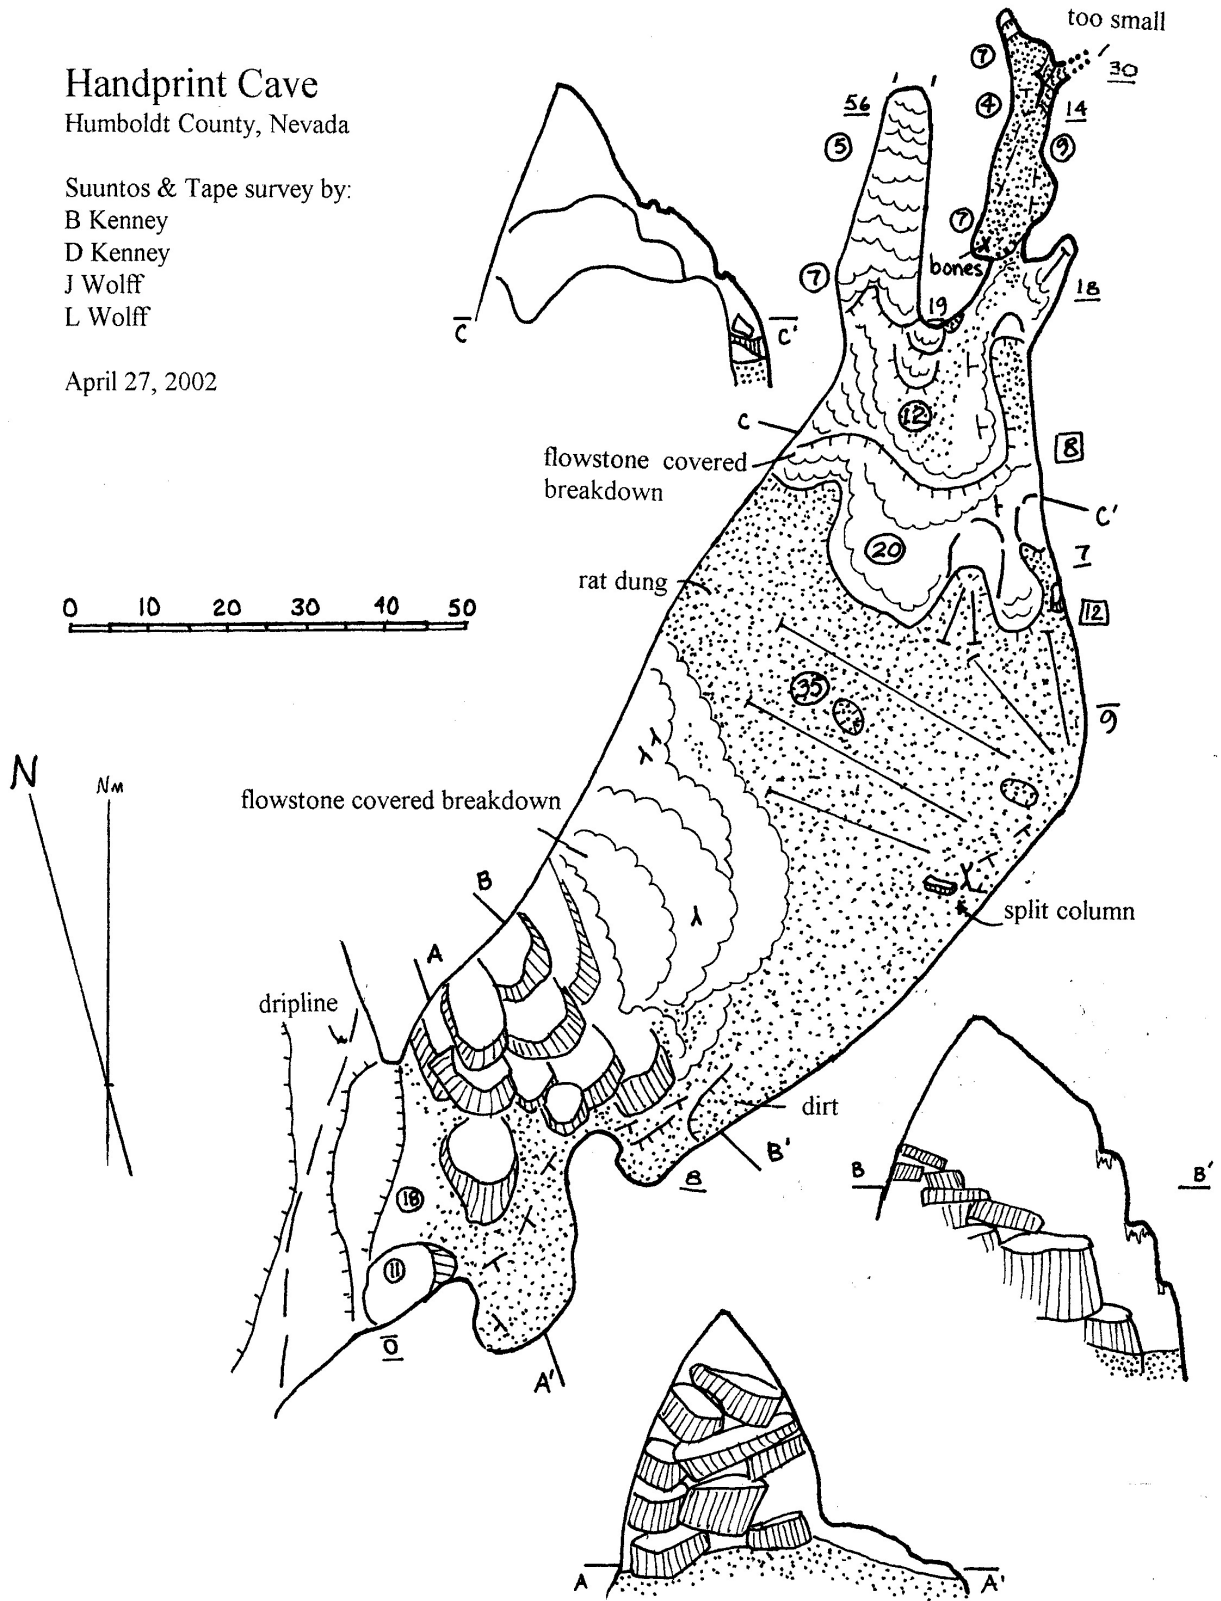 Handprint Cave
Humboldt County, Nevada
Suuntos & Tape survey by:
B Kenney
D Kenney
J Wolff
L Wolff
April 27, 2002
too small
7
30
56
4
14
5
9
7
bones
7
18
19
C
C'
12
C
8
flowstone covered
breakdown
C'
20
7
rat dung
12
0 10 20 30 40 50
35
9
N
NM
flowstone covered breakdown
B
split column
A
dripline
dirt
B'
8
B
B'
18
11
0
A'
A
A'